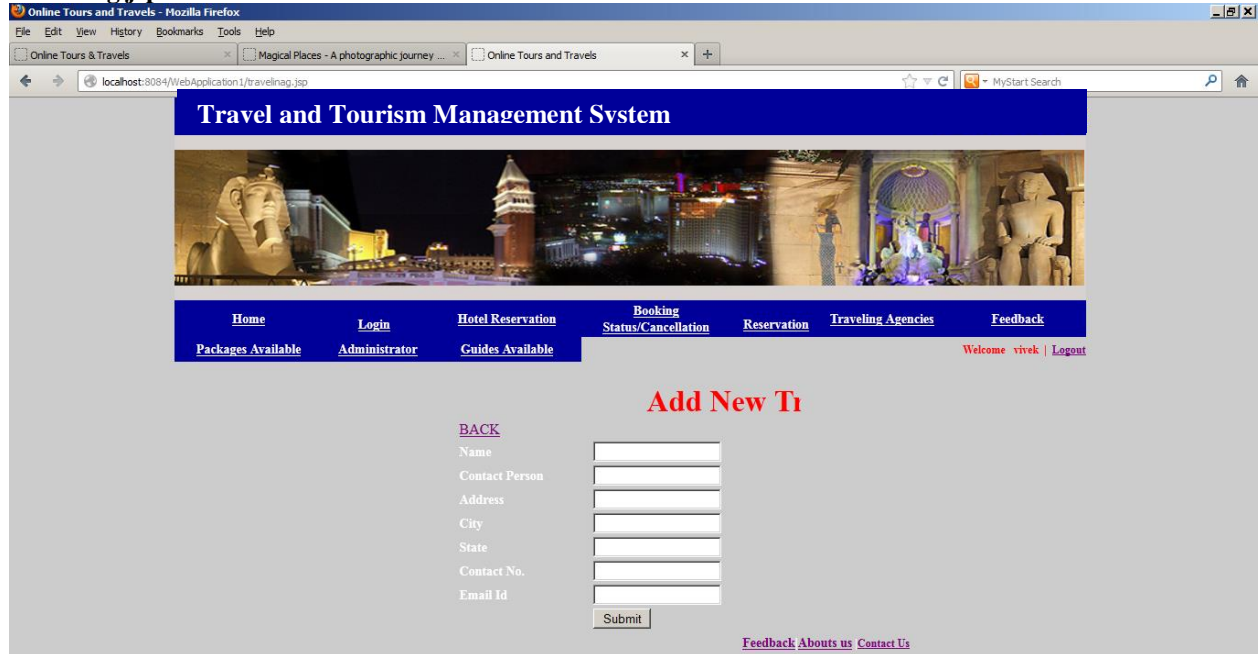 Online Tours and Travels - Mozilla Firefox
File Edit View History Bookmarks Tools Help
Online Tours & Travels
Magical Places - A photographic journey ...
Online Tours and Travels
localhost:8084/WebApplication1/travelinag.jsp
MyStart Search
Travel and Tourism Management System
Home
Login
Hotel Reservation
Booking
Status/Cancellation
Reservation
Traveling Agencies
Feedback
Packages Available
Administrator
Guides Available
Welcome vivek | Logout
Add New Tr
BACK
Name
Contact Person
Address
City
State
Contact No.
Email Id
Submit
Feedback Abouts us Contact Us